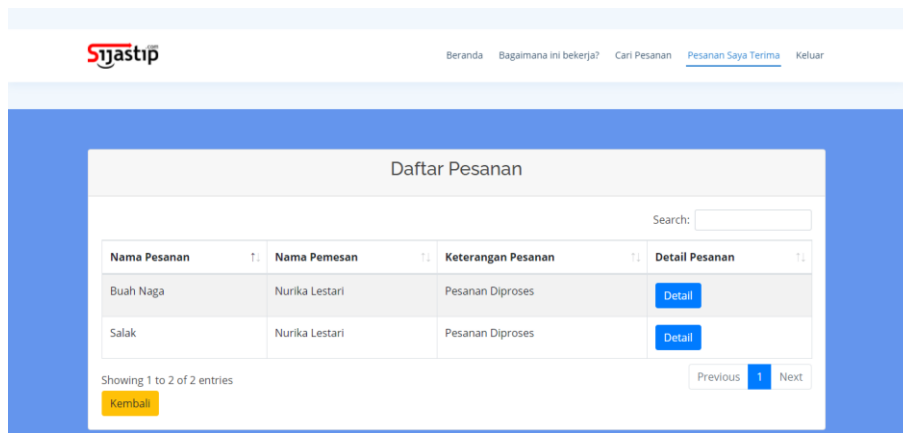 Sijastip.com
Beranda Bagaimana ini bekerja? Cari Pesanan Pesanan Saya Terima Keluar
Daftar Pesanan
Search:
Nama Pesanan Nama Pemesan Keterangan Pesanan Detail Pesanan
Buah Naga Nurika Lestari Pesanan Diproses Detail
Salak Nurika Lestari Pesanan Diproses Detail
Showing 1 to 2 of 2 entries Previous 1 Next
Kembali